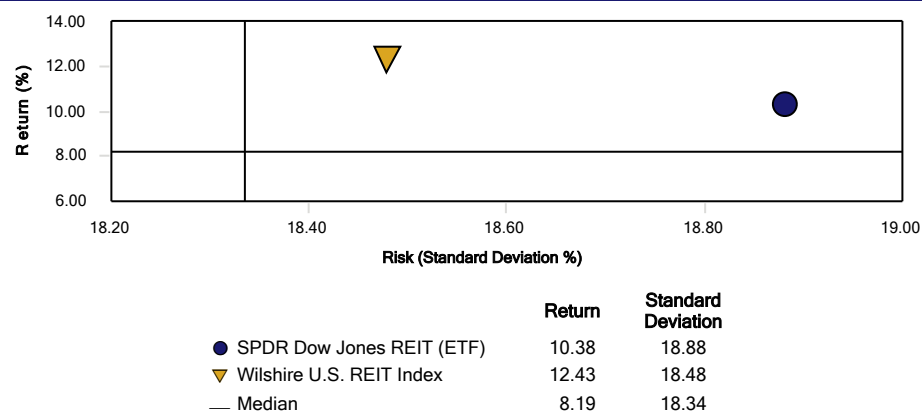 14.00
12.00
10.00
8.00
6.00
Return (%)
18.20 18.40 18.60 18.80 19.00
Risk (Standard Deviation %)
Return Standard Deviation
SPDR Dow Jones REIT (ETF) 10.38 18.88
Wilshire U.S. REIT Index 12.43 18.48
Median 8.19 18.34